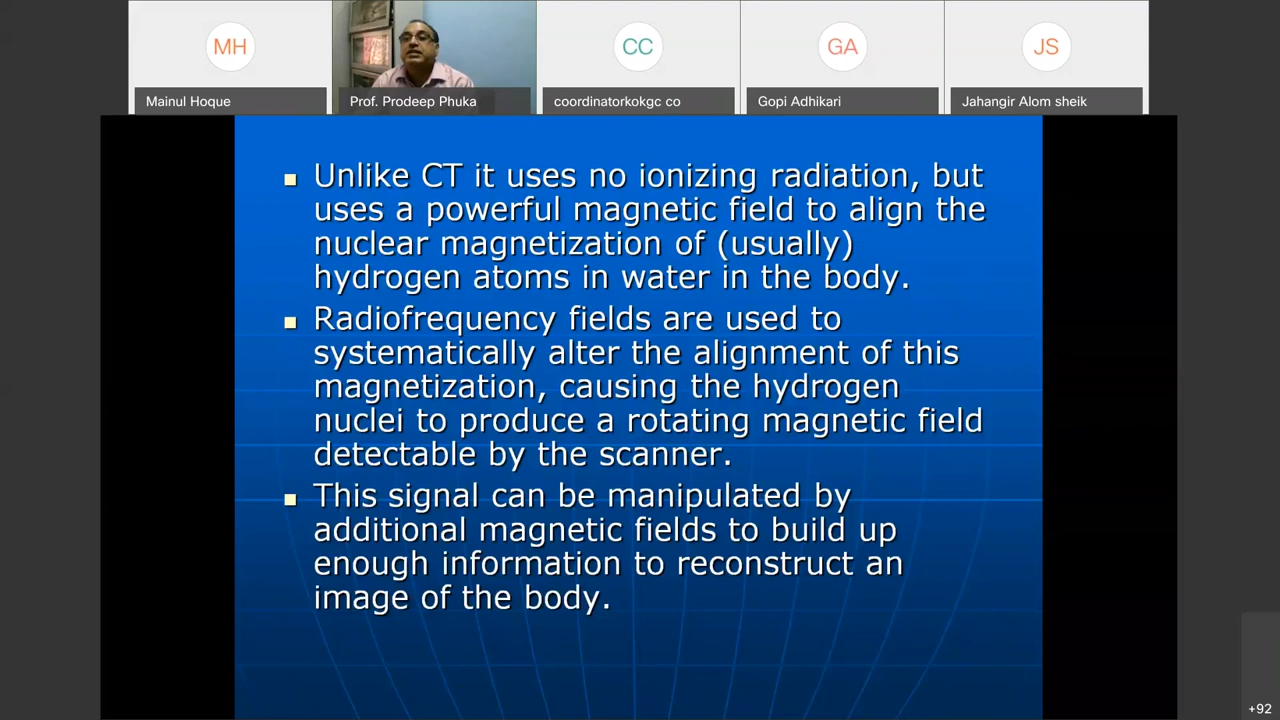 MH
CC
GA
JS
Mainul Hoque
Prof. Prodeep Phuka
coordinatorkokgc co
Gopi Adhikari
Jahangir Alom sheik
Unlike CT it uses no ionizing radiation, but
uses a powerful magnetic field to align the
nuclear magnetization of (usually)
hydrogen atoms in water in the body.
Radiofrequency fields are used to
systematically alter the alignment of this
magnetization, causing the hydrogen
nuclei to produce a rotating magnetic field
detectable by the scanner.
This signal can be manipulated by
additional magnetic fields to build up
enough information to reconstruct an
image of the body.
+92